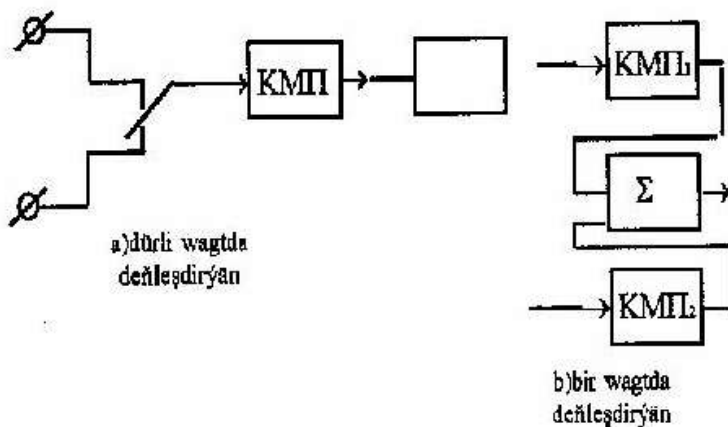 КМП
КМП₁
Σ
a)dürli wagtda
deňleşdirýän
КМП₂
b)bir wagtda
deňleşdirýän